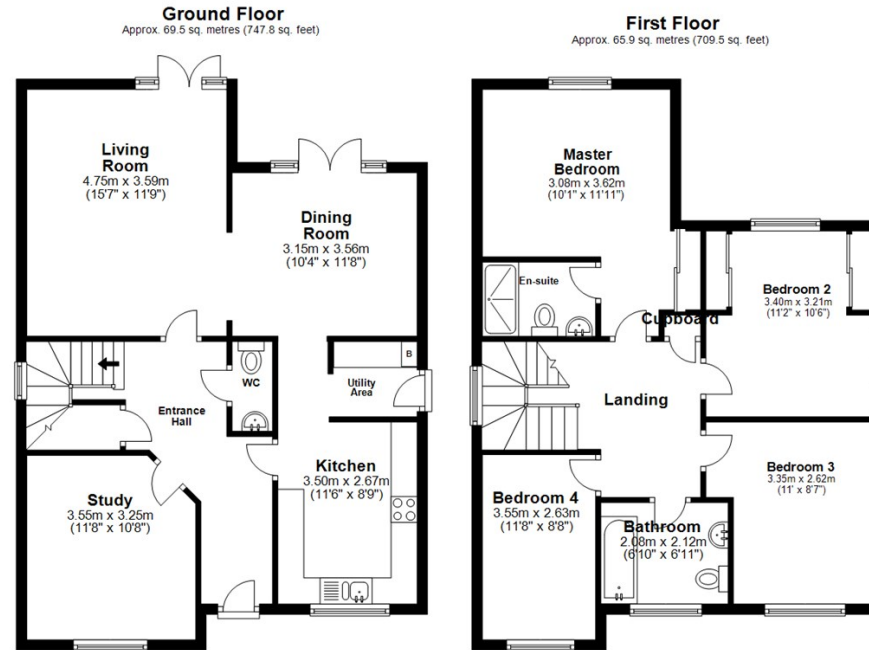 Ground Floor
Approx. 69.5 sq. metres (747.8 sq. feet)
Living
Room
4.75m x 3.59m
(15'7" x 11'9")
Dining
Room
3.15m x 3.56m
(10'4" x 11'8")
WC
B
Utility
Area
Entrance
Hall
Kitchen
3.50m x 2.67m
(11'6" x 8'9")
Study
3.55m x 3.25m
(11'8" x 10'8")
First Floor
Approx. 65.9 sq. metres (709.5 sq. feet)
Master
Bedroom
3.08m x 3.62m
(10'1" x 11'11")
En-suite
Bedroom 2
3.40m x 3.21m
(11'2" x 10'6")
Cupboard
Landing
Bedroom 3
3.35m x 2.62m
(11' x 8'7")
Bedroom 4
3.55m x 2.63m
(11'8" x 8'8")
Bathroom
2.08m x 2.12m
(6'10" x 6'11")